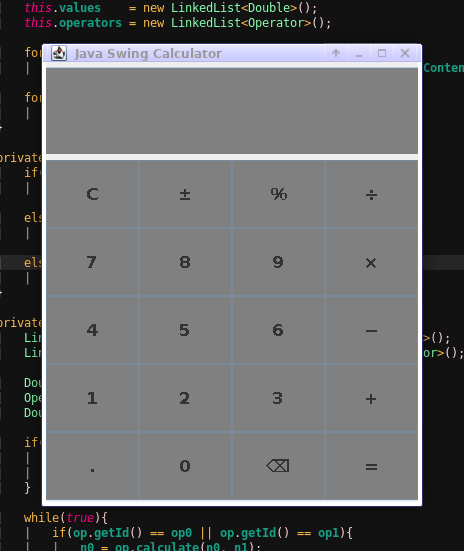 this.values    = new LinkedList<Double>();
this.operators = new LinkedList<Operator>();
for
Java Swing Calculator
Conten
for
}
private
C ± % ÷
if
els
7 8 9 ×
els
}
private
4 5 6 −
Lin >();
Lin or>();
Dou
1 2 3 +
Ope
Dou
if(
. 0 ⌫ =
}
while(true){
if(op.getId() == op0 || op.getId() == op1){
n0 = op.calculate(n0, n1);